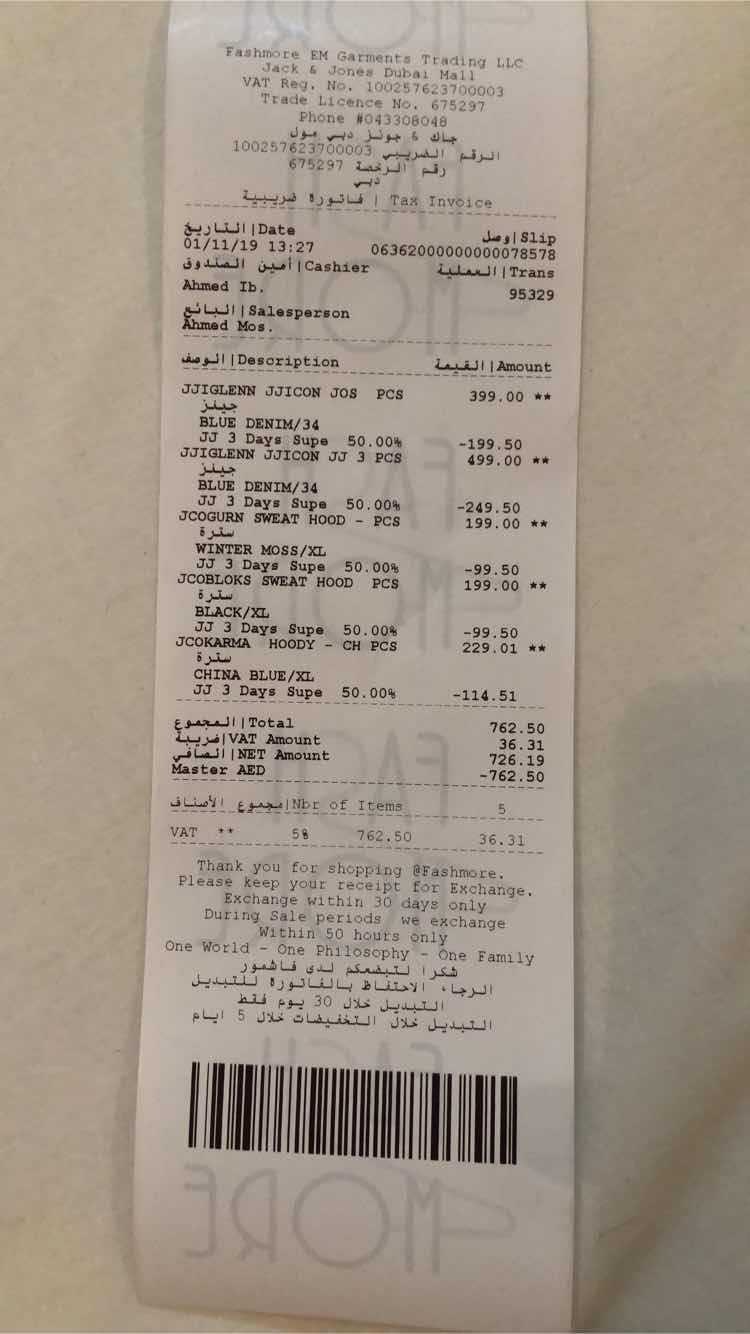 Fashmore EM Garments Trading LLC
Jack & Jones Dubai Mall
VAT Reg. No. 100257623700003
Trade Licence No. 675297
Phone #043308048
جاك & جونز دبي مول
الرقم الضريبي 100257623700003
رقم الرخصة 675297
دبي
فاتورة ضريبية | Tax Invoice
التاريخ|Date وصل|Slip
01/11/19 13:27 06362000000000078578
أمين الصندوق|Cashier العملية|Trans
Ahmed Ib. 95329
البائع|Salesperson
Ahmed Mos.
الوصف|Description القيمة|Amount
JJIGLENN JJICON JOS PCS 399.00 **
جينز
BLUE DENIM/34
JJ 3 Days Supe 50.00% -199.50
JJIGLENN JJICON JJ 3 PCS 499.00 **
جينز
BLUE DENIM/34
JJ 3 Days Supe 50.00% -249.50
JCOGURN SWEAT HOOD - PCS 199.00 **
سترة
WINTER MOSS/XL
JJ 3 Days Supe 50.00% -99.50
JCOBLOKS SWEAT HOOD PCS 199.00 **
سترة
BLACK/XL
JJ 3 Days Supe 50.00% -99.50
JCOKARMA HOODY - CH PCS 229.01 **
سترة
CHINA BLUE/XL
JJ 3 Days Supe 50.00% -114.51
المجموع|Total 762.50
ضريبة|VAT Amount 36.31
الصافي|NET Amount 726.19
Master AED -762.50
مجموع الأصناف|Nbr of Items 5
VAT ** 5% 762.50 36.31
Thank you for shopping @Fashmore.
Please keep your receipt for Exchange.
Exchange within 30 days only
During Sale periods we exchange
Within 50 hours only
One World - One Philosophy - One Family
شكرا لتبضعكم لدى فاشمور
الرجاء الاحتفاظ بالفاتورة للتبديل
التبديل خلال 30 يوم فقط
التبديل خلال التخفيضات خلال 5 ايام